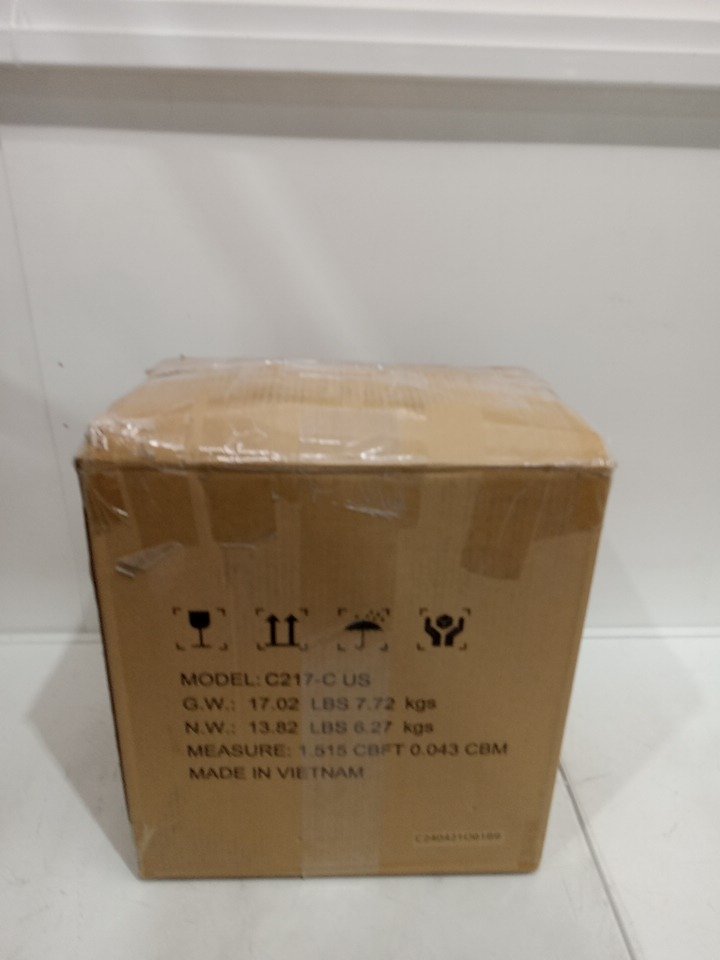 MODEL: C217-C US
G.W.: 17.02 LBS 7.72 kgs
N.W.: 13.82 LBS 6.27 kgs
MEASURE: 1.515 CBFT 0.043 CBM
MADE IN VIETNAM